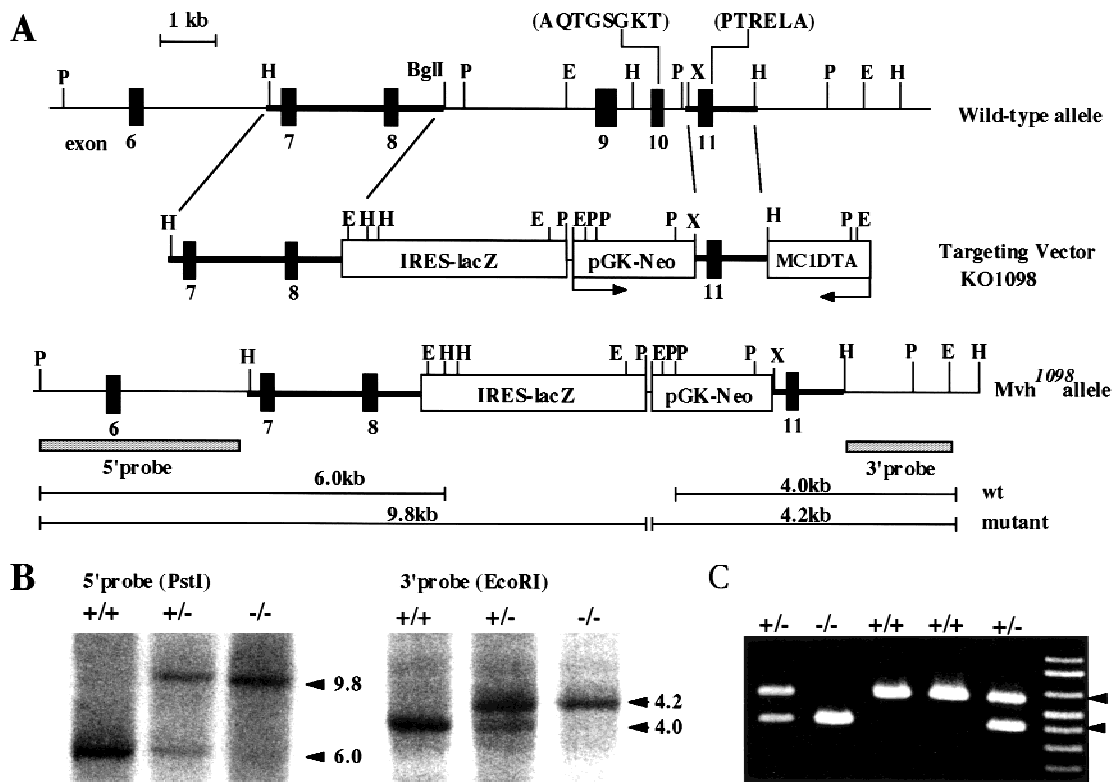 A
1 kb
(AQTGSGKT) (PTRELA)
P H BglI P E H P X H P E H
exon 6 7 8 9 10 11
Wild-type allele
H E H H E P E P P P X H P E
IRES-lacZ pGK-Neo MC1DTA
7 8 11
Targeting Vector
KO1098
P H E H H E P E P P P X H P E H
IRES-lacZ pGK-Neo
Mvh1098 allele
6 7 8 11
5'probe 3'probe
6.0kb 4.0kb wt
9.8kb 4.2kb mutant
B
5'probe (PstI) 3'probe (EcoRI)
+/+ +/- -/- +/+ +/- -/-
9.8
6.0
4.2
4.0
C
+/- -/- +/+ +/+ +/-